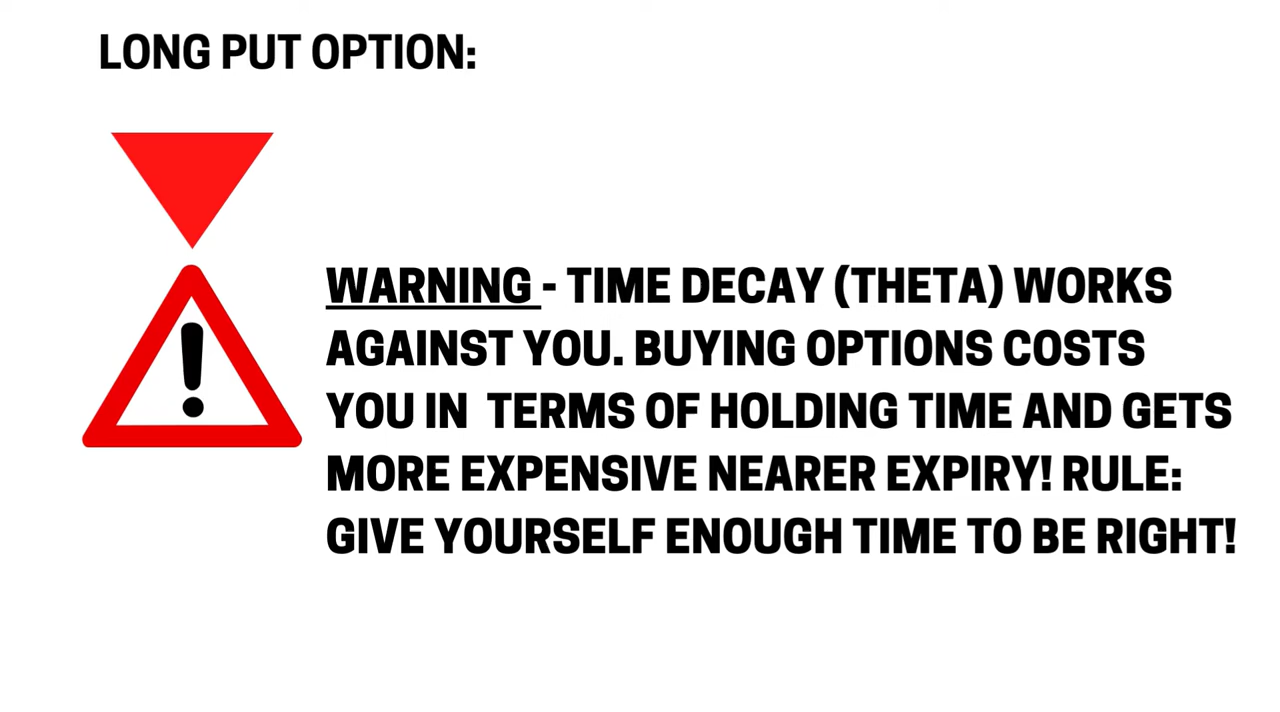 LONG PUT OPTION:
WARNING - TIME DECAY (THETA) WORKS
AGAINST YOU. BUYING OPTIONS COSTS
YOU IN TERMS OF HOLDING TIME AND GETS
MORE EXPENSIVE NEARER EXPIRY! RULE:
GIVE YOURSELF ENOUGH TIME TO BE RIGHT!